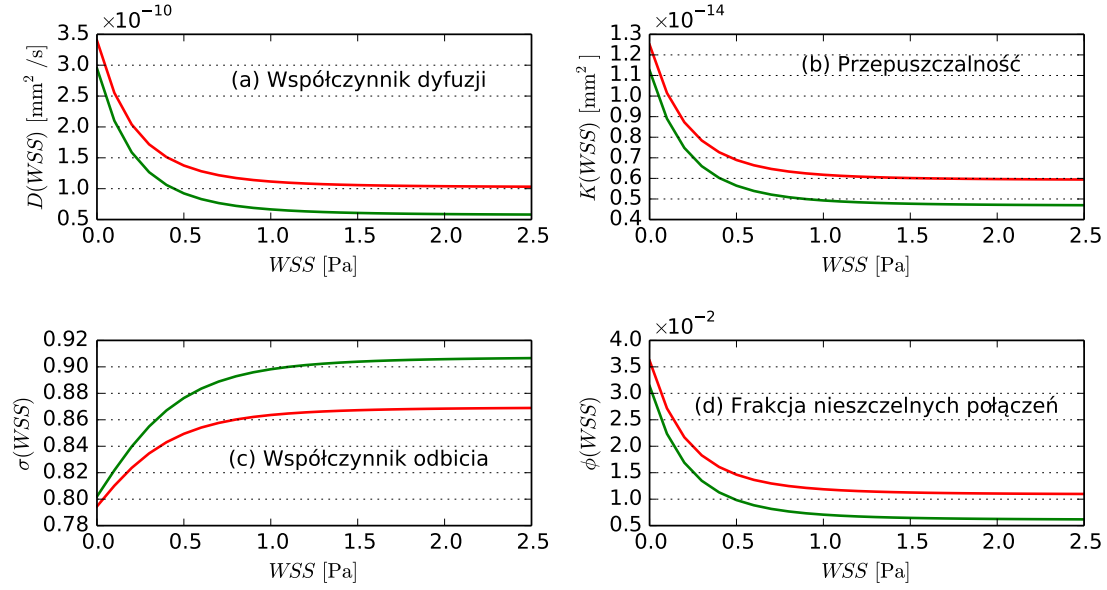 ×10⁻¹⁰
3.5
3.0
2.5
2.0
1.5
1.0
0.5
D(WSS) [mm² /s]
(a) Współczynnik dyfuzji
0.0 0.5 1.0 1.5 2.0 2.5
WSS [Pa]
×10⁻¹⁴
1.3
1.2
1.1
1.0
0.9
0.8
0.7
0.6
0.5
0.4
K(WSS) [mm² ]
(b) Przepuszczalność
0.0 0.5 1.0 1.5 2.0 2.5
WSS [Pa]
0.92
0.90
0.88
0.86
0.84
0.82
0.80
0.78
σ(WSS)
(c) Współczynnik odbicia
0.0 0.5 1.0 1.5 2.0 2.5
WSS [Pa]
×10⁻²
4.0
3.5
3.0
2.5
2.0
1.5
1.0
0.5
ϕ(WSS)
(d) Frakcja nieszczelnych połączeń
0.0 0.5 1.0 1.5 2.0 2.5
WSS [Pa]